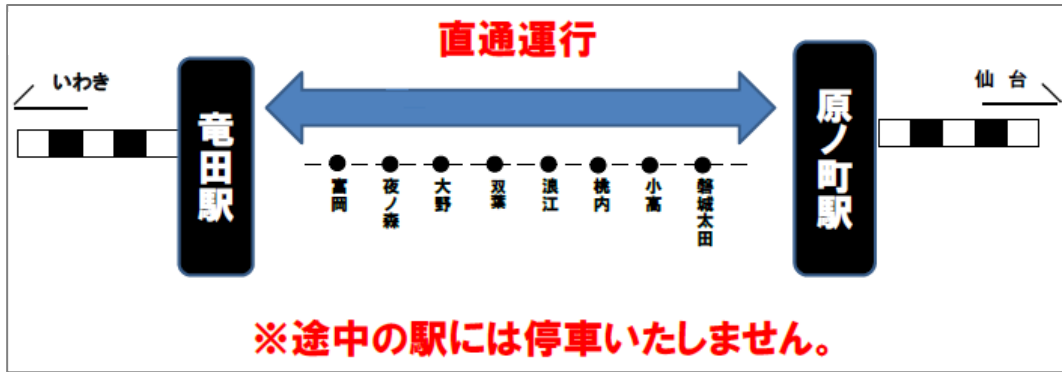 直通運行
いわき
仙台
竜田駅
原ノ町駅
富岡
夜ノ森
大野
双葉
浪江
桃内
小高
磐城太田
※途中の駅には停車いたしません。